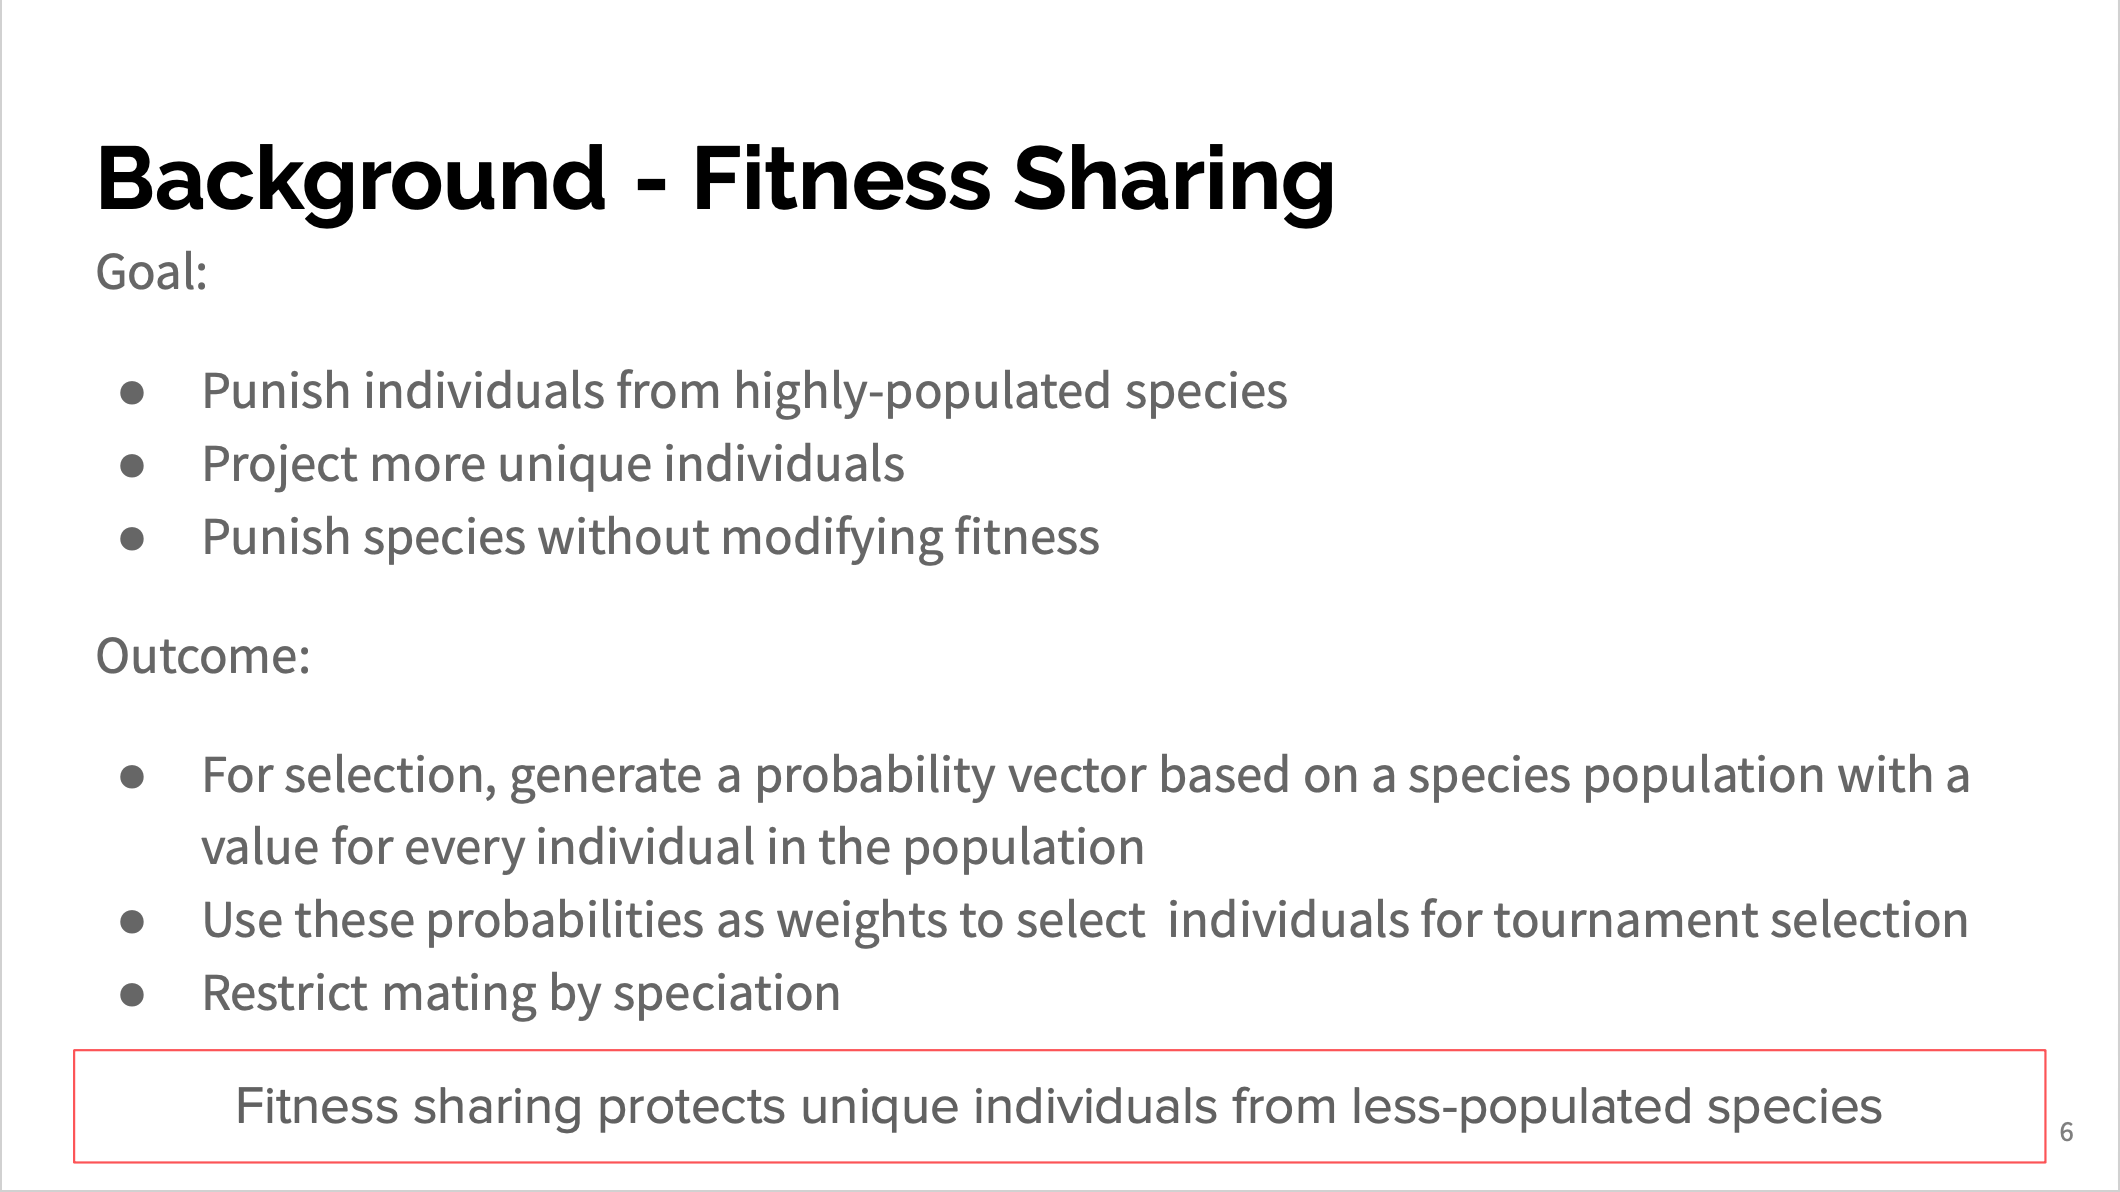 Background - Fitness Sharing
Goal:
● Punish individuals from highly-populated species
● Project more unique individuals
● Punish species without modifying fitness
Outcome:
● For selection, generate a probability vector based on a species population with a
value for every individual in the population
● Use these probabilities as weights to select  individuals for tournament selection
● Restrict mating by speciation
Fitness sharing protects unique individuals from less-populated species
6